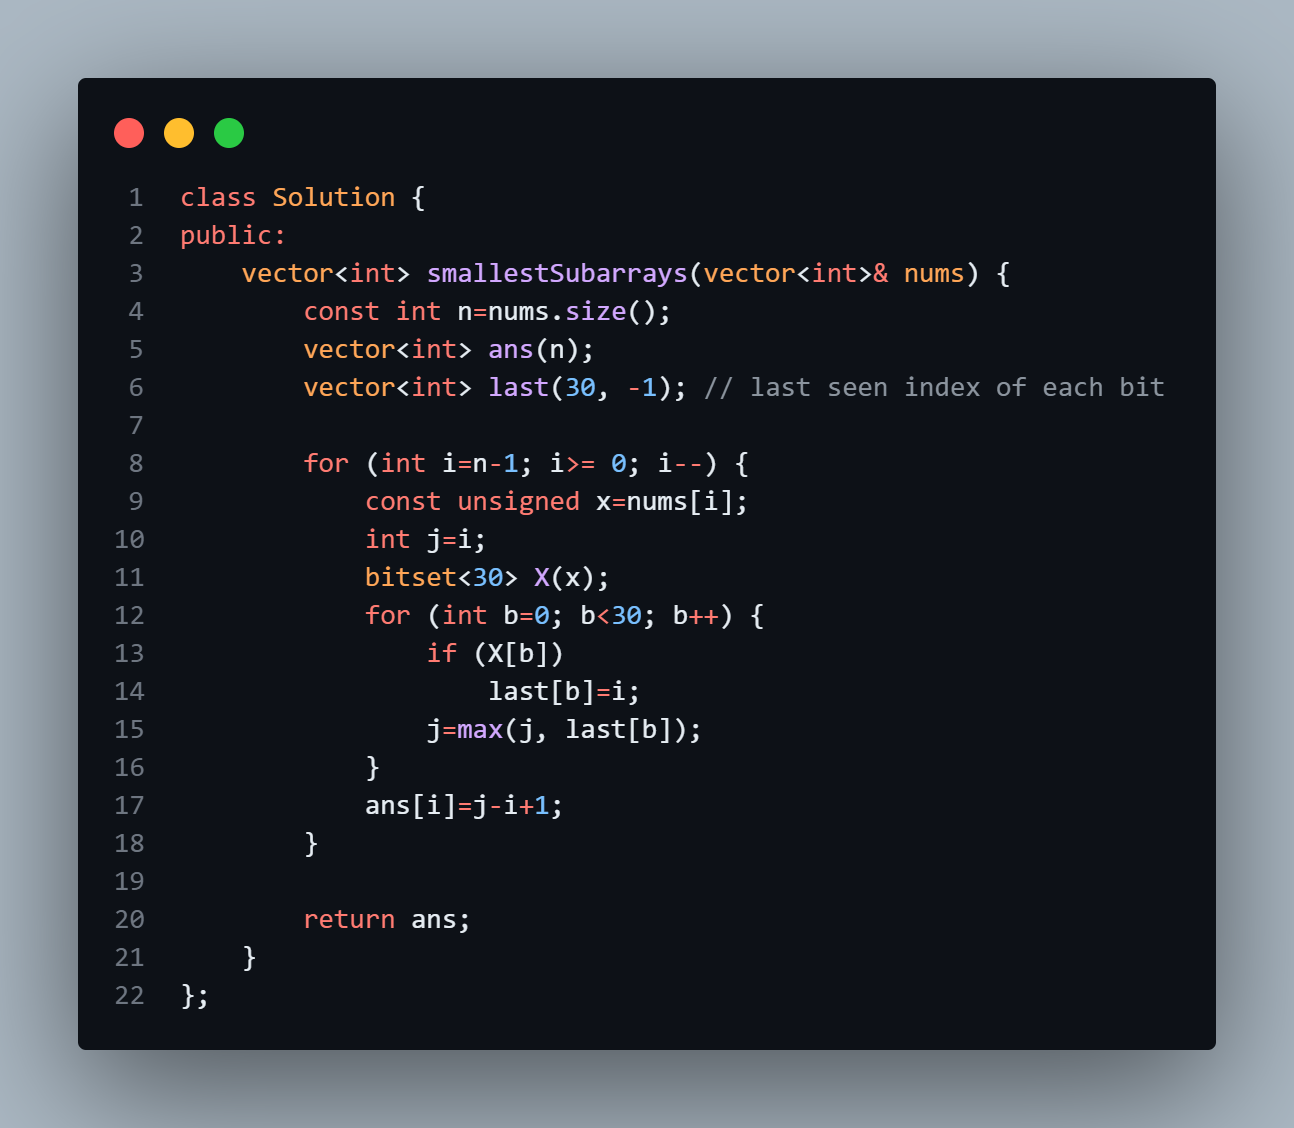 1 class Solution {
2 public:
3     vector<int> smallestSubarrays(vector<int>& nums) {
4         const int n=nums.size();
5         vector<int> ans(n);
6         vector<int> last(30, -1); // last seen index of each bit
7
8         for (int i=n-1; i>= 0; i--) {
9             const unsigned x=nums[i];
10             int j=i;
11             bitset<30> X(x);
12             for (int b=0; b<30; b++) {
13                 if (X[b])
14                     last[b]=i;
15                 j=max(j, last[b]);
16             }
17             ans[i]=j-i+1;
18         }
19
20         return ans;
21     }
22 };